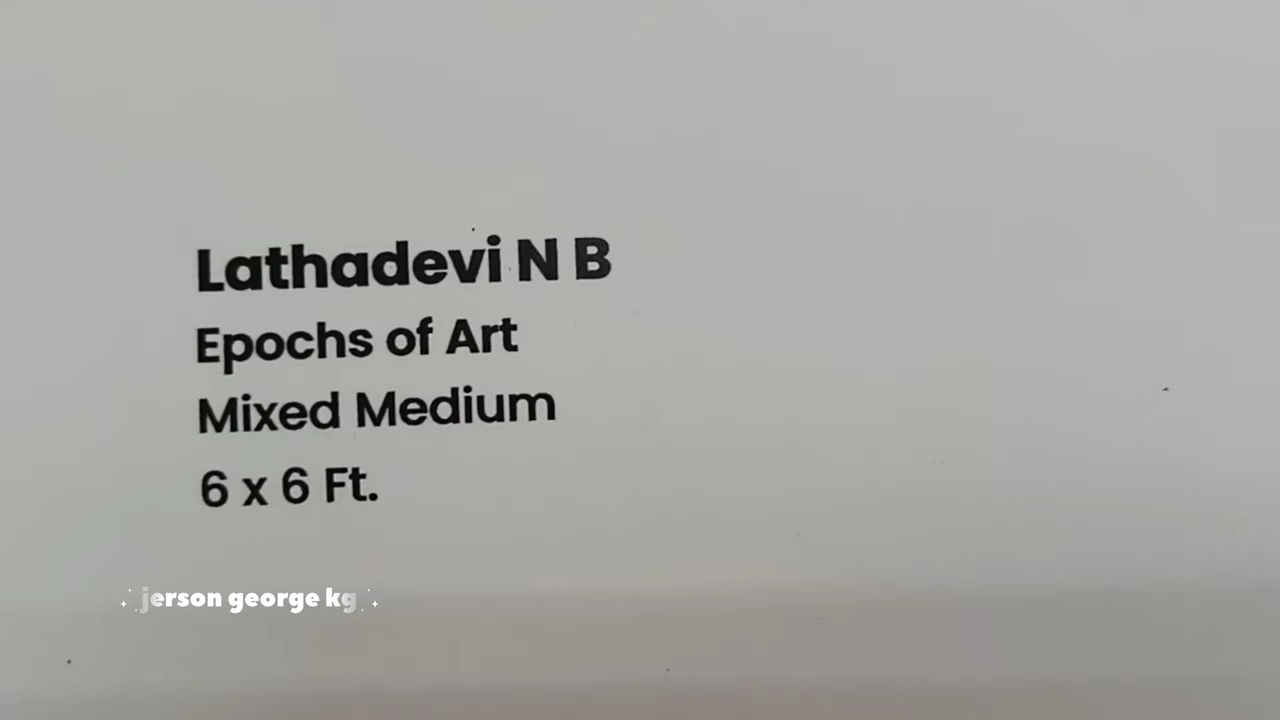 Lathadevi N B
Epochs of Art
Mixed Medium
6 x 6 Ft.
jerson george kg